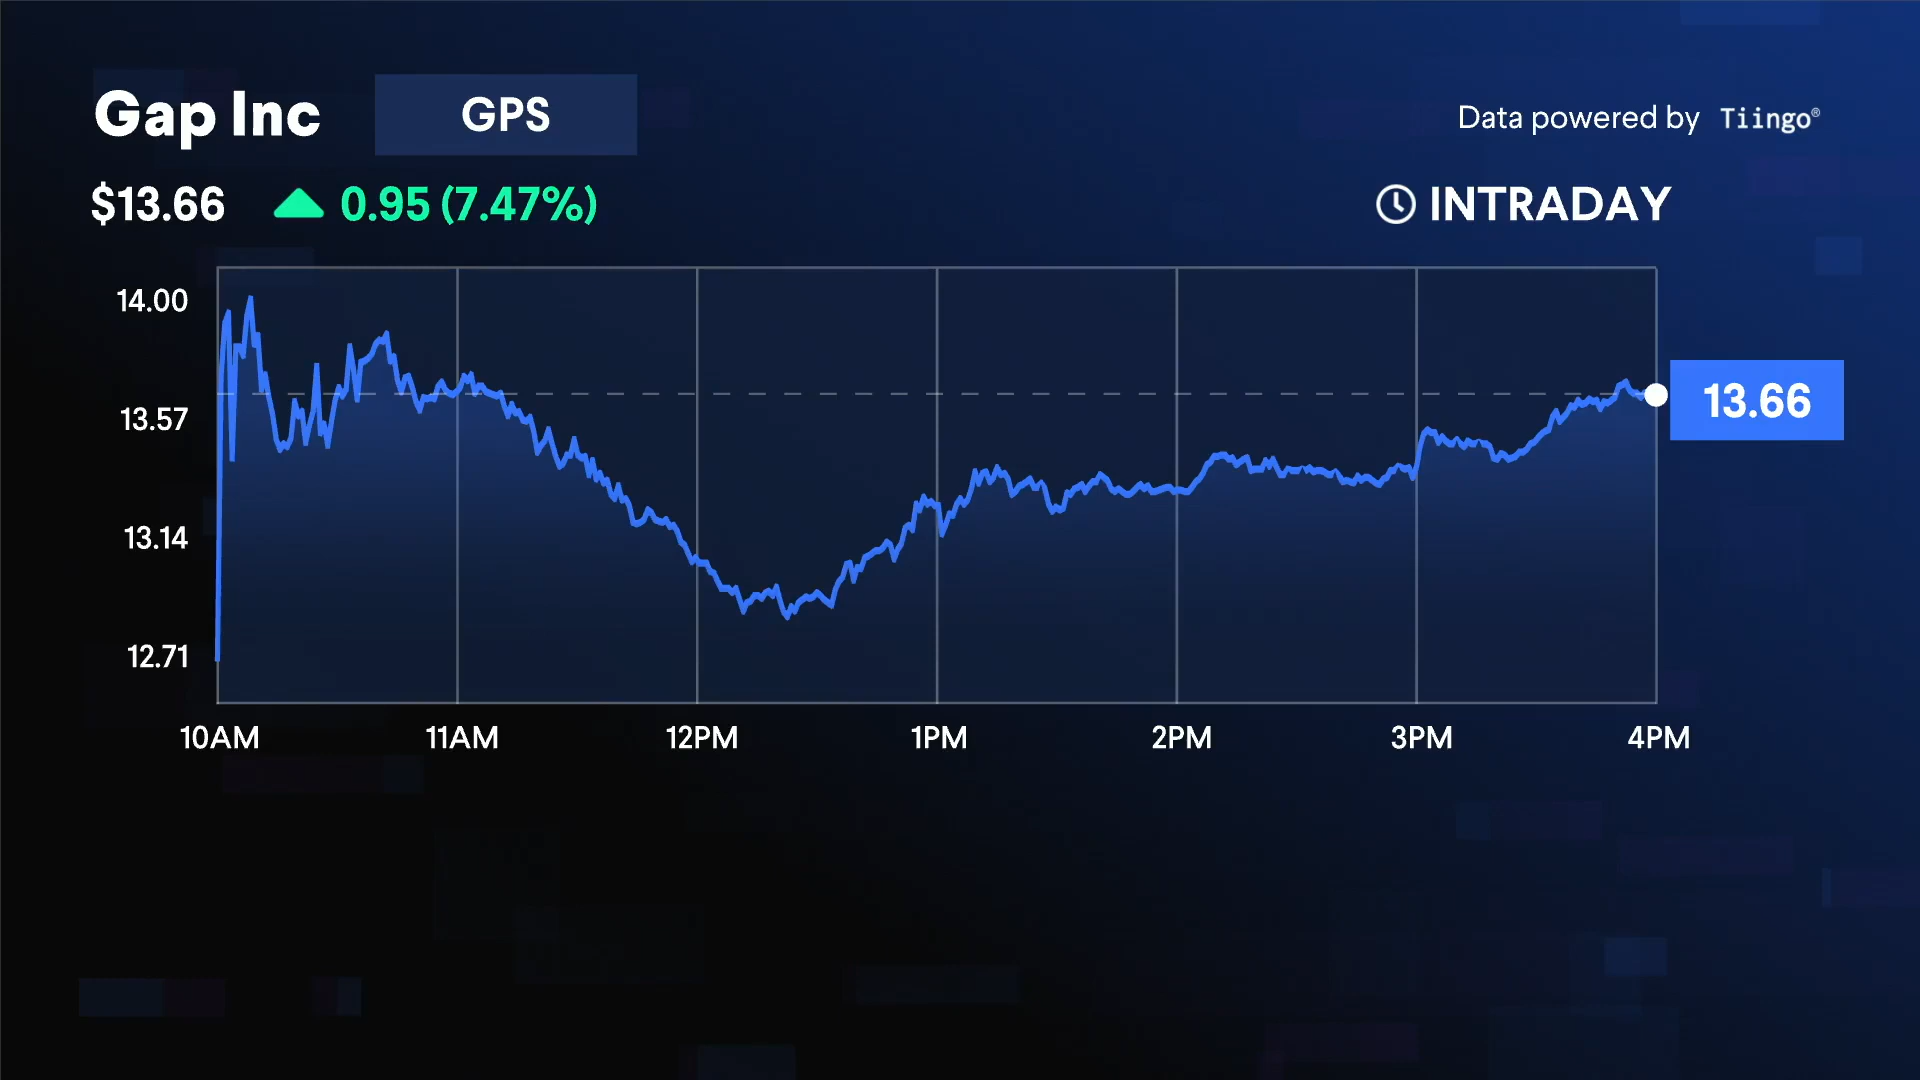 Gap Inc GPS
Data powered by Tiingo®
$13.66 0.95 (7.47%)
INTRADAY
14.00
13.57
13.14
12.71
13.66
10AM 11AM 12PM 1PM 2PM 3PM 4PM